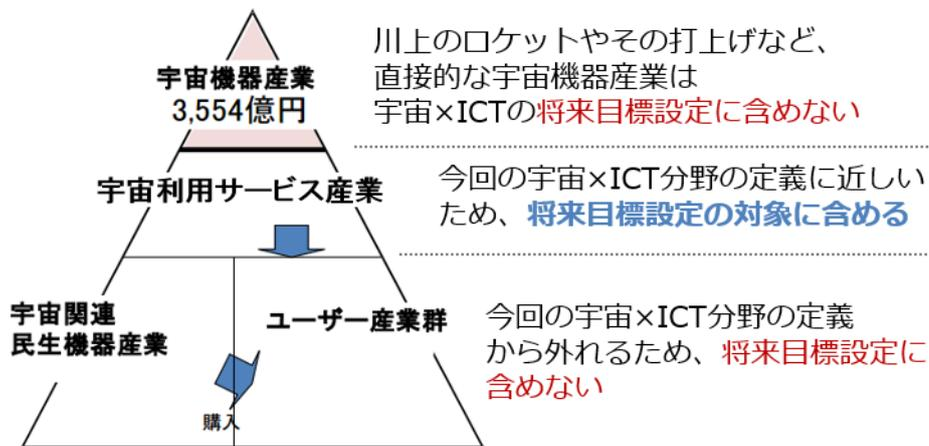 宇宙機器産業
3,554億円
川上のロケットやその打上げなど、
直接的な宇宙機器産業は
宇宙×ICTの将来目標設定に含めない
宇宙利用サービス産業
今回の宇宙×ICT分野の定義に近しい
ため、将来目標設定の対象に含める
宇宙関連
民生機器産業
ユーザー産業群
購入
今回の宇宙×ICT分野の定義
から外れるため、将来目標設定に
含めない